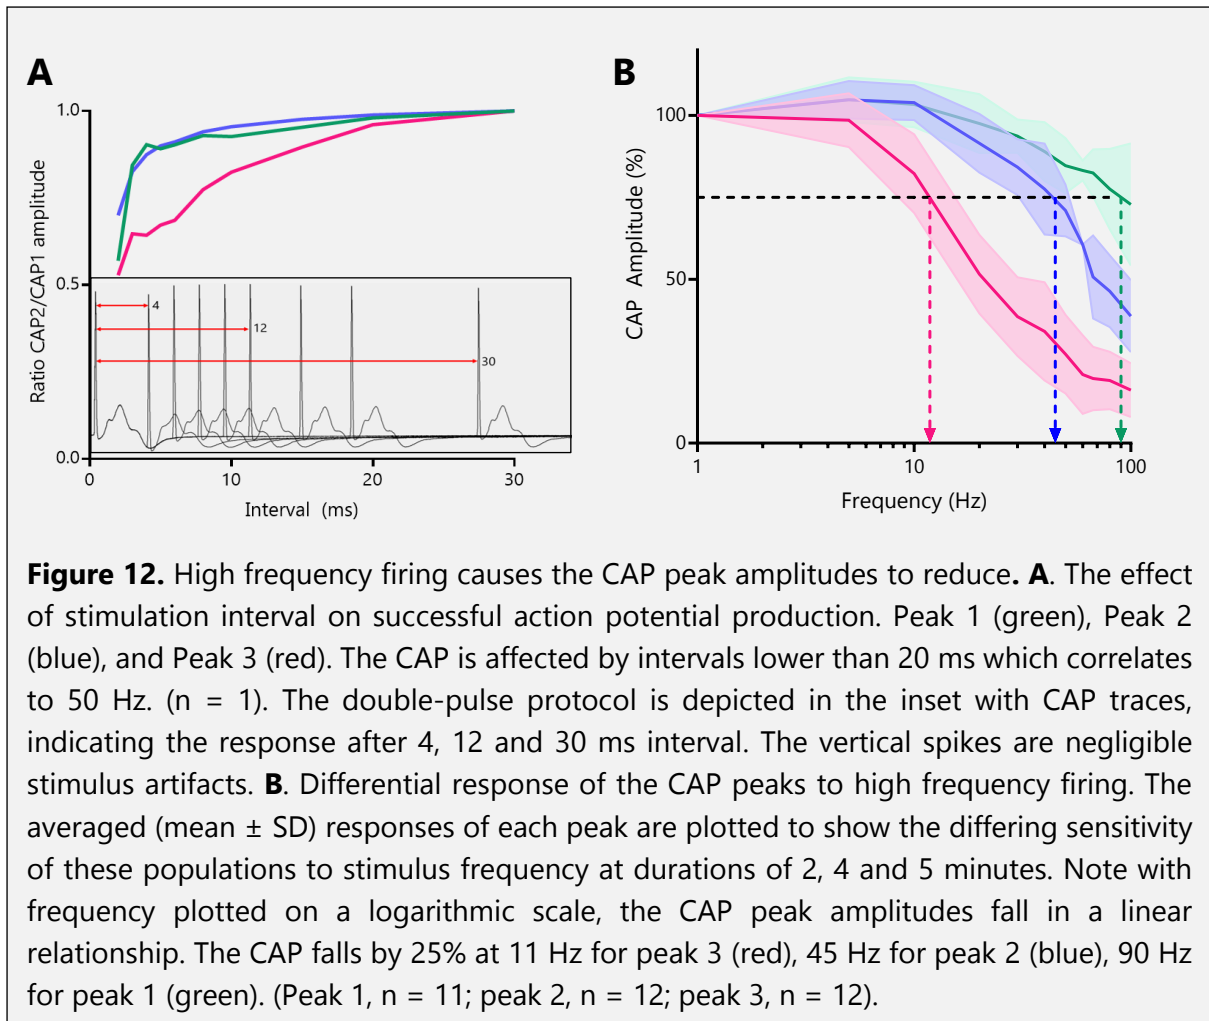 A
B
1.0
0.5
0.0
Ratio CAP2/CAP1 amplitude
4
12
30
0
10
20
30
Interval (ms)
100
50
0
CAP Amplitude (%)
1
10
100
Frequency (Hz)
Figure 12. High frequency firing causes the CAP peak amplitudes to reduce. A. The effect
of stimulation interval on successful action potential production. Peak 1 (green), Peak 2
(blue), and Peak 3 (red). The CAP is affected by intervals lower than 20 ms which correlates
to 50 Hz. (n = 1). The double-pulse protocol is depicted in the inset with CAP traces,
indicating the response after 4, 12 and 30 ms interval. The vertical spikes are negligible
stimulus artifacts. B. Differential response of the CAP peaks to high frequency firing. The
averaged (mean ± SD) responses of each peak are plotted to show the differing sensitivity
of these populations to stimulus frequency at durations of 2, 4 and 5 minutes. Note with
frequency plotted on a logarithmic scale, the CAP peak amplitudes fall in a linear
relationship. The CAP falls by 25% at 11 Hz for peak 3 (red), 45 Hz for peak 2 (blue), 90 Hz
for peak 1 (green). (Peak 1, n = 11; peak 2, n = 12; peak 3, n = 12).